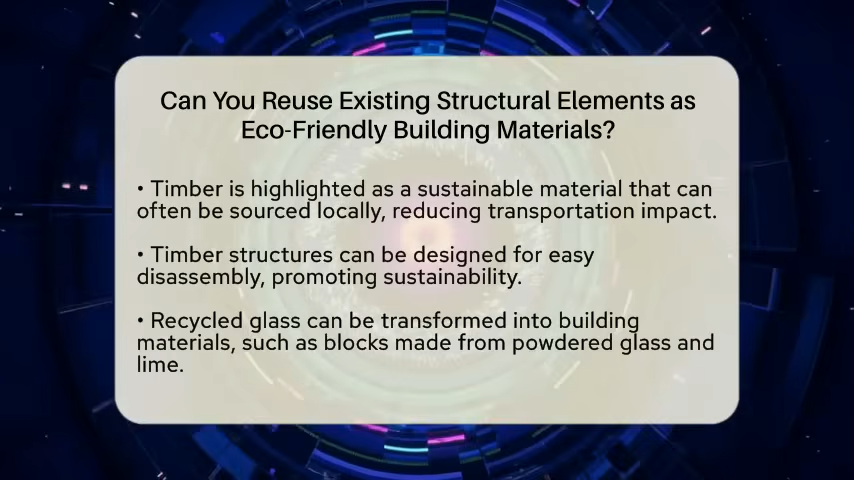 Can You Reuse Existing Structural Elements as
Eco-Friendly Building Materials?
• Timber is highlighted as a sustainable material that can
often be sourced locally, reducing transportation impact.
• Timber structures can be designed for easy
disassembly, promoting sustainability.
• Recycled glass can be transformed into building
materials, such as blocks made from powdered glass and
lime.